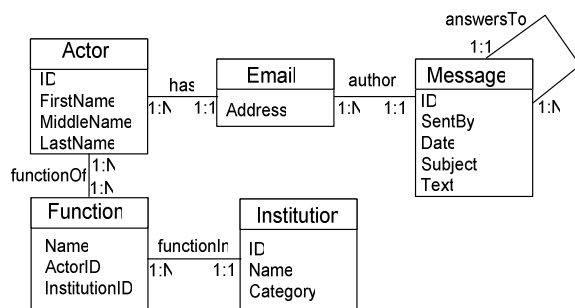 answersTo
1:1
Actor
ID
FirstName
MiddleName
LastName
has
1:N
1:1
Email
Address
author
1:N
1:1
Message
ID
SentBy
Date
Subject
Text
1:N
1:N
functionOf
1:N
Function
Name
ActorID
InstitutionID
functionIn
1:N
1:1
Institution
ID
Name
Category